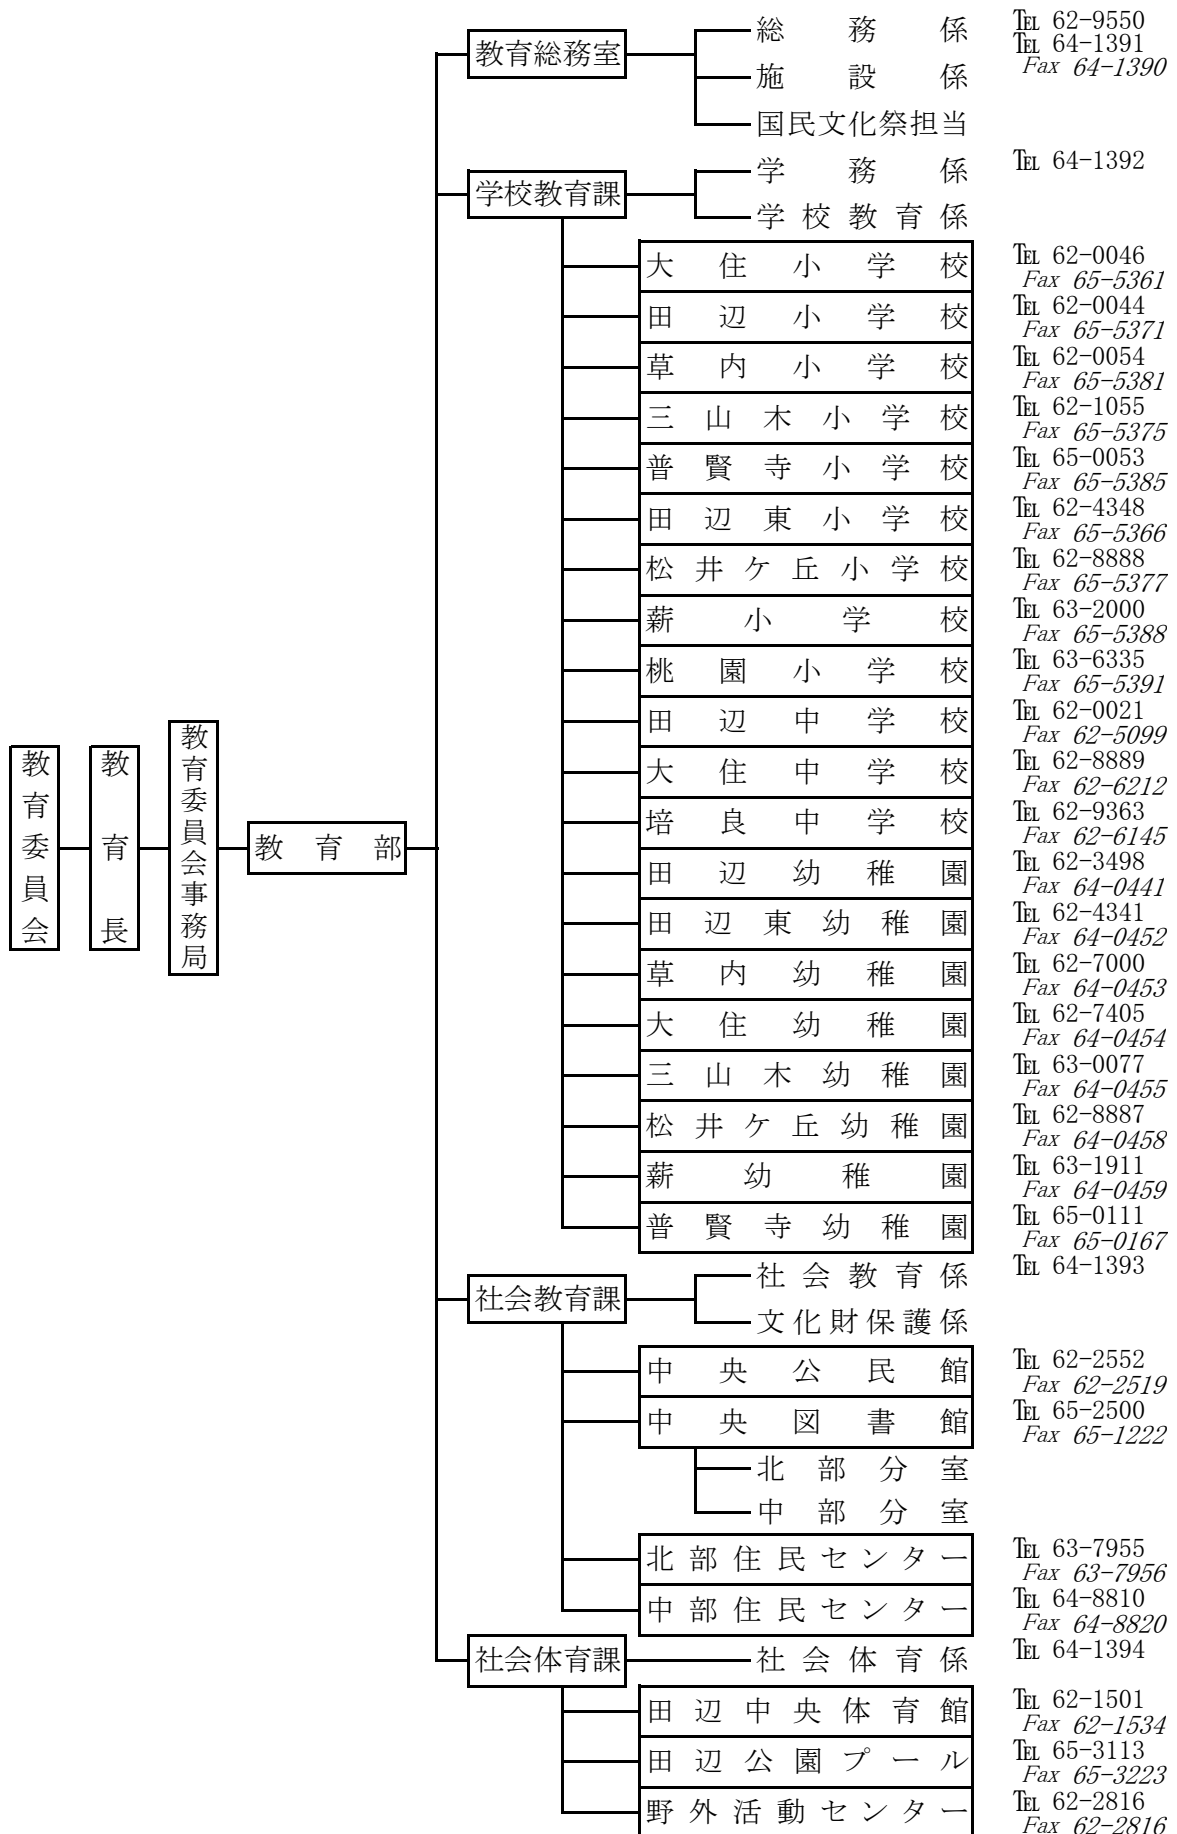 教育委員会
教育長
教育委員会事務局
教育部
教育総務室
総務係 ℡ 62-9550
℡ 64-1391
Fax 64-1390
施設係
国民文化祭担当
学校教育課
学務係 ℡ 64-1392
学校教育係
大住小学校 ℡ 62-0046
Fax 65-5361
田辺小学校 ℡ 62-0044
Fax 65-5371
草内小学校 ℡ 62-0054
Fax 65-5381
三山木小学校 ℡ 62-1055
Fax 65-5375
普賢寺小学校 ℡ 65-0053
Fax 65-5385
田辺東小学校 ℡ 62-4348
Fax 65-5366
松井ケ丘小学校 ℡ 62-8888
Fax 65-5377
薪小学校 ℡ 63-2000
Fax 65-5388
桃園小学校 ℡ 63-6335
Fax 65-5391
田辺中学校 ℡ 62-0021
Fax 62-5099
大住中学校 ℡ 62-8889
Fax 62-6212
培良中学校 ℡ 62-9363
Fax 62-6145
田辺幼稚園 ℡ 62-3498
Fax 64-0441
田辺東幼稚園 ℡ 62-4341
Fax 64-0452
草内幼稚園 ℡ 62-7000
Fax 64-0453
大住幼稚園 ℡ 62-7405
Fax 64-0454
三山木幼稚園 ℡ 63-0077
Fax 64-0455
松井ケ丘幼稚園 ℡ 62-8887
Fax 64-0458
薪幼稚園 ℡ 63-1911
Fax 64-0459
普賢寺幼稚園 ℡ 65-0111
Fax 65-0167
社会教育課
社会教育係 ℡ 64-1393
文化財保護係
中央公民館 ℡ 62-2552
Fax 62-2519
中央図書館 ℡ 65-2500
Fax 65-1222
北部分室
中部分室
北部住民センター ℡ 63-7955
Fax 63-7956
中部住民センター ℡ 64-8810
Fax 64-8820
社会体育課
社会体育係 ℡ 64-1394
田辺中央体育館 ℡ 62-1501
Fax 62-1534
田辺公園プール ℡ 65-3113
Fax 65-3223
野外活動センター ℡ 62-2816
Fax 62-2816